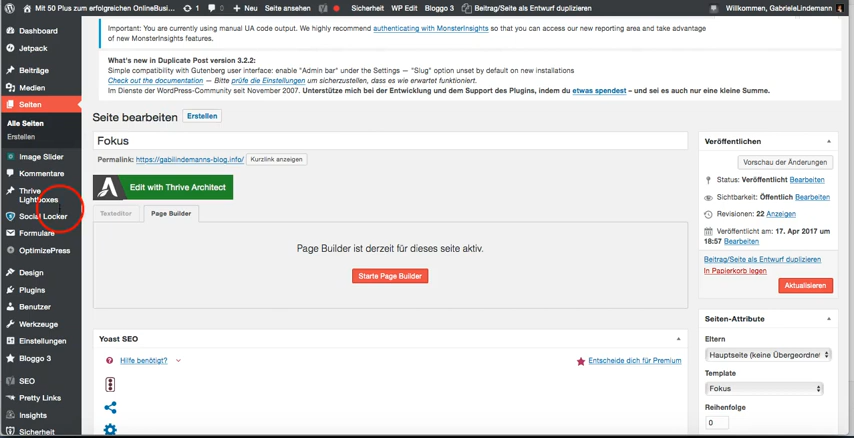 Mit 50 Plus zum erfolgreichen OnlineBusi... 1 0 Neu Seite ansehen Sicherheit WP Edit Bloggo 3 Beitrag/Seite als Entwurf duplizieren Willkommen, GabrieleLindemann
Dashboard
Jetpack
Beiträge
Medien
Seiten
Alle Seiten
Erstellen
Image Slider
Kommentare
Thrive
Lightboxes
Social Locker
Formulare
OptimizePress
Design
Plugins
Benutzer
Werkzeuge
Einstellungen
Bloggo 3
SEO
Pretty Links
Insights
Sicherheit
Important: You are currently using manual UA code output. We highly recommend authenticating with MonsterInsights so that you can access our new reporting area and take advantage
of new MonsterInsights features.
What's new in Duplicate Post version 3.2.2:
Simple compatibility with Gutenberg user interface: enable "Admin bar" under the Settings — "Slug" option unset by default on new installations
Check out the documentation — Bitte prüfe die Einstellungen um sicherzustellen, dass es wie erwartet funktioniert.
Im Dienste der WordPress-Community seit November 2007. Unterstütze mich bei der Entwicklung und dem Support des Plugins, indem du etwas spendest – und sei es auch nur eine kleine Summe.
Seite bearbeiten Erstellen
Fokus
Permalink: https://gabilindemanns-blog.info/ Kurzlink anzeigen
Edit with Thrive Architect
Texteditor Page Builder
Page Builder ist derzeit für dieses seite aktiv.
Starte Page Builder
Yoast SEO
Hilfe benötigt? Entscheide dich für Premium
Veröffentlichen
Vorschau der Änderungen
Status: Veröffentlicht Bearbeiten
Sichtbarkeit: Öffentlich Bearbeiten
Revisionen: 22 Anzeigen
Veröffentlicht am: 17. Apr 2017 um
18:57 Bearbeiten
Beitrag/Seite als Entwurf duplizieren
In Papierkorb legen
Aktualisieren
Seiten-Attribute
Eltern
Hauptseite (keine Übergeordnet
Template
Fokus
Reihenfolge
0